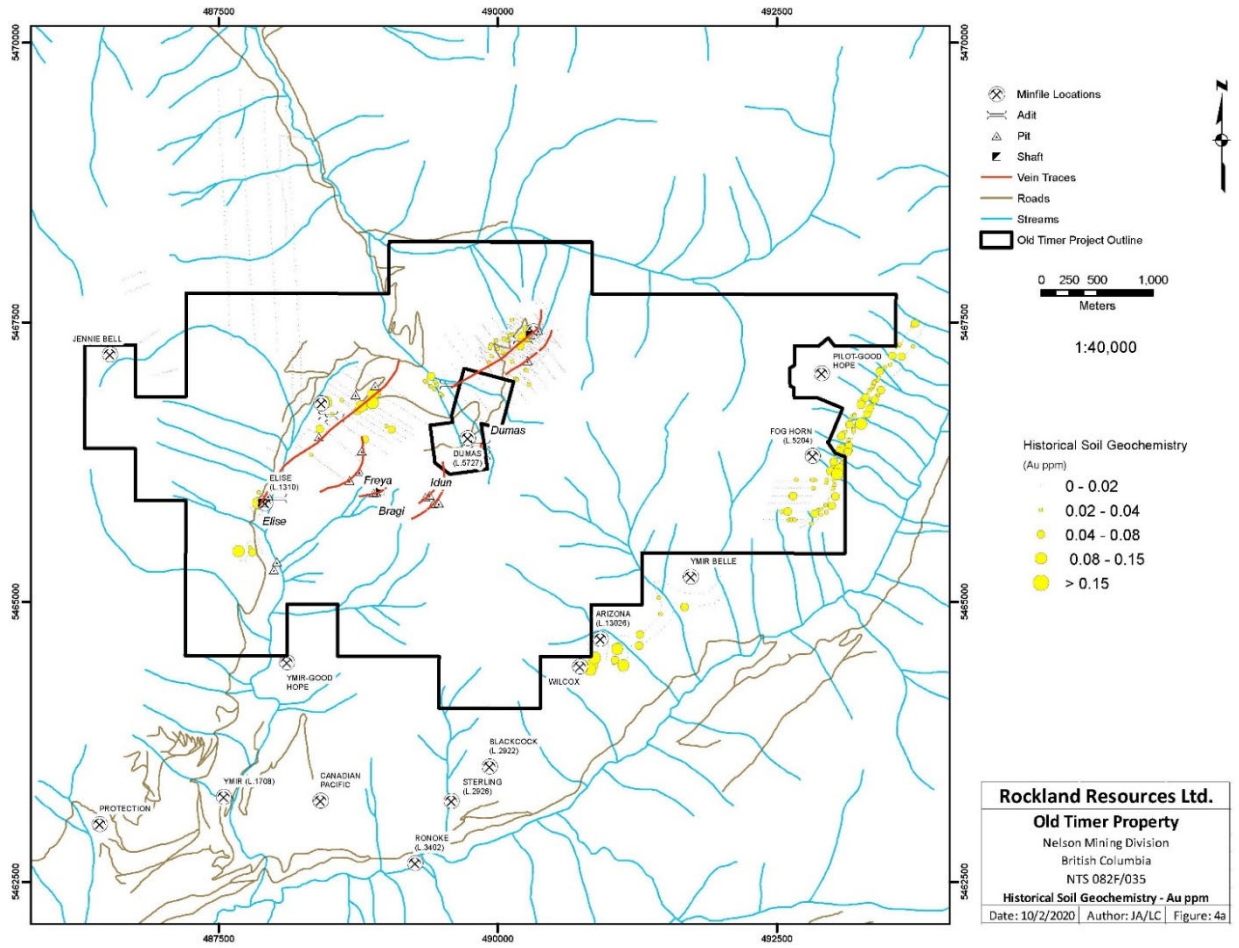 487500
490000
492500
5470000
5470000
Minfile Locations
N
Adit
Pit
Shaft
Vein Traces
Roads
Streams
Old Timer Project Outline
0 250 500 1,000
Meters
1:40,000
5467500
5467500
JENNIE BELL
PILOT-GOOD
HOPE
Dumas
DUMAS
(L.5727)
FOG HORN
(L.5204)
ELISE
(L.1310)
Freya
Idun
Bragi
Elise
Historical Soil Geochemistry
(Au ppm)
0 - 0.02
0.02 - 0.04
0.04 - 0.08
0.08 - 0.15
> 0.15
YMIR BELLE
5465000
5465000
ARIZONA
(L.13826)
WILCOX
YMIR-GOOD
HOPE
BLACKCOCK
(L.2922)
YMIR (L.1708)
CANADIAN
PACIFIC
STERLING
(L.2926)
PROTECTION
RONOKE
(L.3402)
5462500
5462500
Rockland Resources Ltd.
Old Timer Property
Nelson Mining Division
British Columbia
NTS 082F/035
Historical Soil Geochemistry - Au ppm
Date: 10/2/2020 Author: JA/LC Figure: 4a
487500
490000
492500